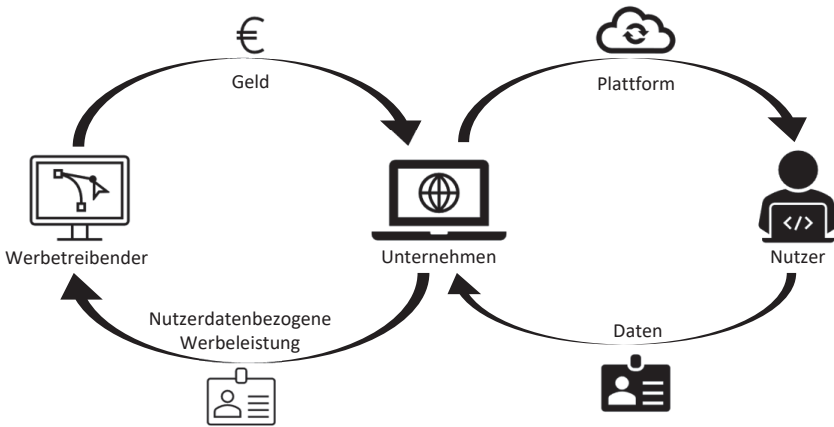 €
Geld
Plattform
</>
Werbetreibender
Unternehmen
Nutzer
Nutzerdatenbezogene
Werbeleistung
Daten